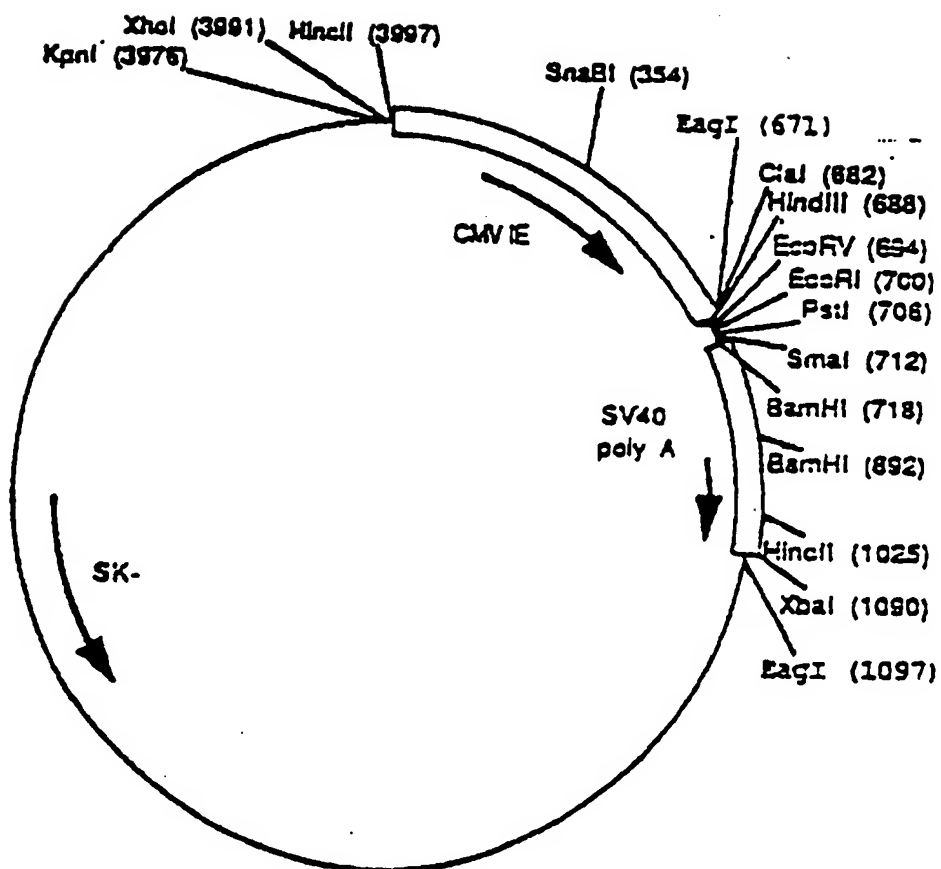 XhoI (3991)
HincII (3997)
KpnI (3976)
SnaBI (354)
EagI (671)
ClaI (682)
HindIII (688)
EcoRV (694)
EcoRI (700)
PstI (706)
SmaI (712)
BamHI (718)
BamHI (892)
HincII (1025)
XbaI (1090)
EagI (1097)
CMV IE
SV40
poly A
SK-